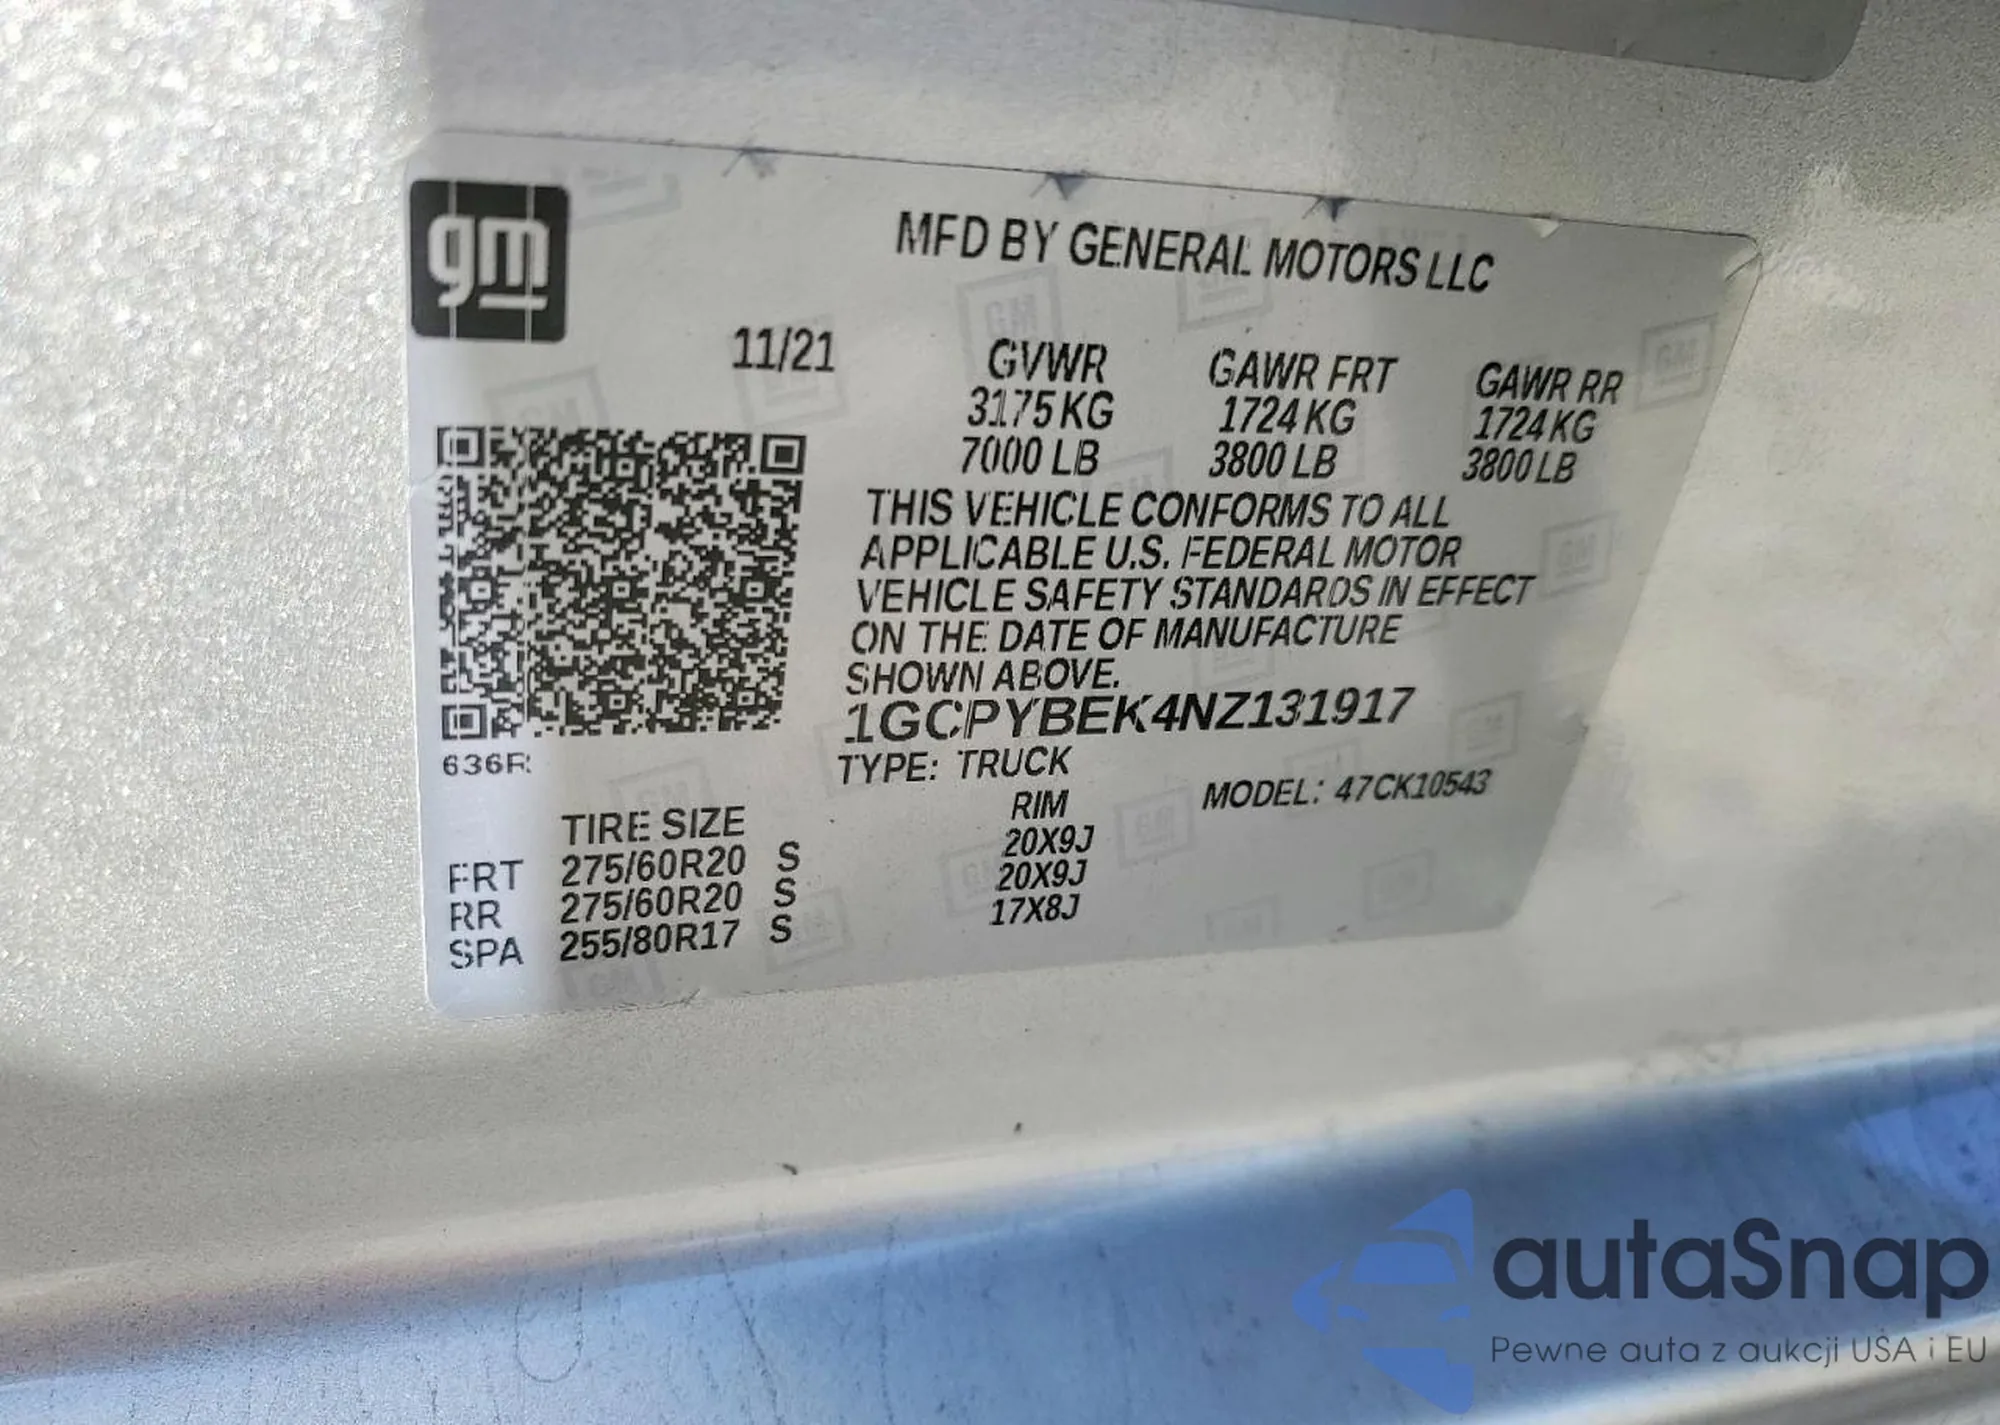 gm
MFD BY GENERAL MOTORS LLC
11/21 GVWR GAWR FRT GAWR RR
3175 KG 1724 KG 1724 KG
7000 LB 3800 LB 3800 LB
THIS VEHICLE CONFORMS TO ALL
APPLICABLE U.S. FEDERAL MOTOR
VEHICLE SAFETY STANDARDS IN EFFECT
ON THE DATE OF MANUFACTURE
SHOWN ABOVE.
1GCPYBEK4NZ131917
636R
TYPE: TRUCK
MODEL: 47CK10543
TIRE SIZE RIM
FRT 275/60R20 S 20X9J
RR 275/60R20 S 20X9J
SPA 255/80R17 S 17X8J
autaSnap
Pewne auta z aukcji USA i EU